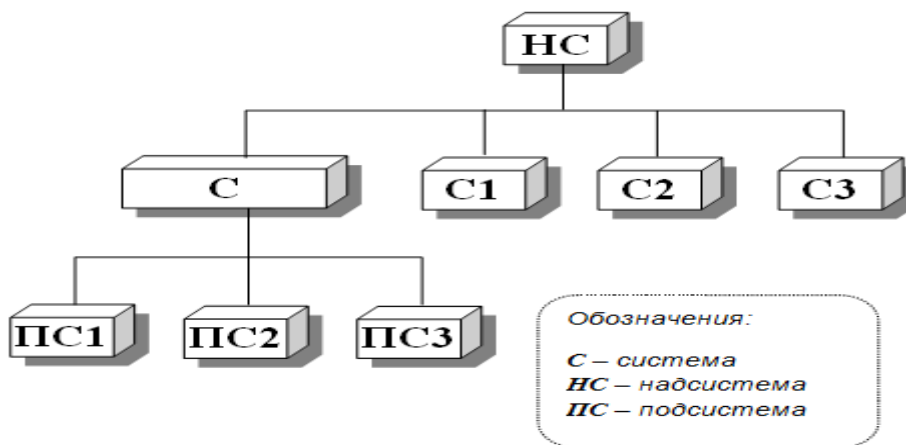 НС
С
С1
С2
С3
ПС1
ПС2
ПС3
Обозначения:
С – система
НС – надсистема
ПС – подсистема